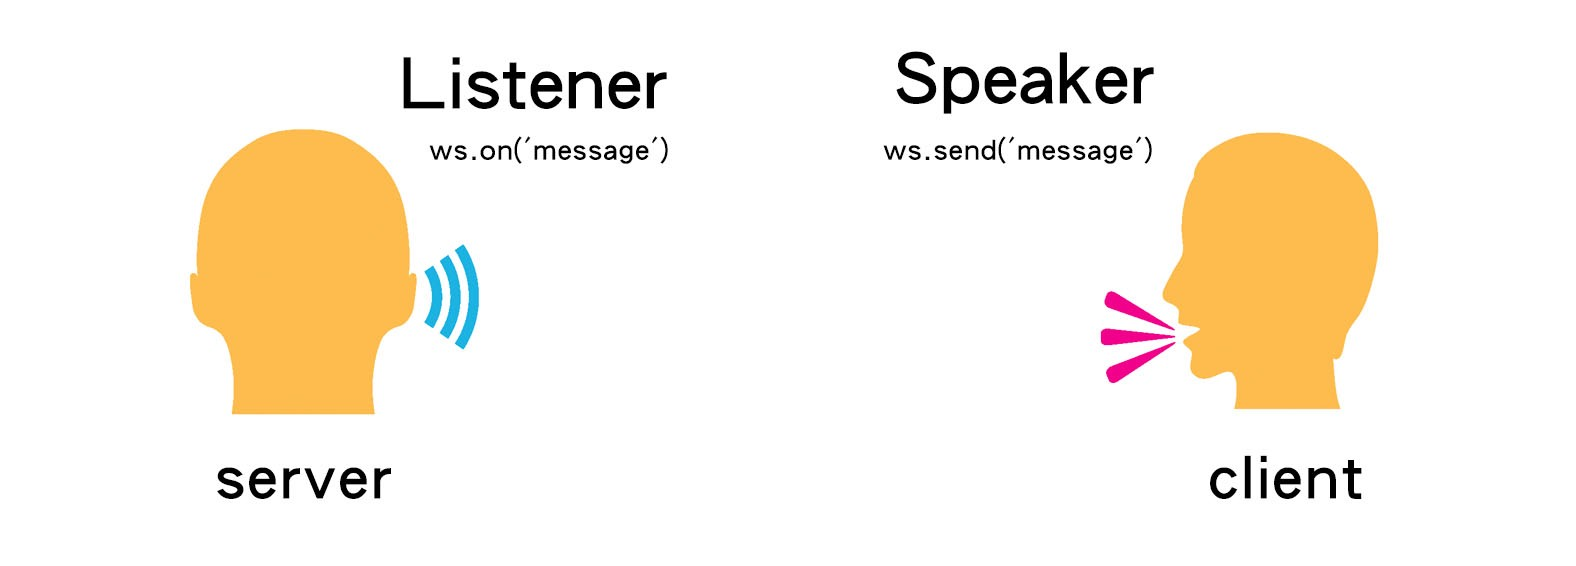 Listener
ws.on('message')
server
Speaker
ws.send('message')
client